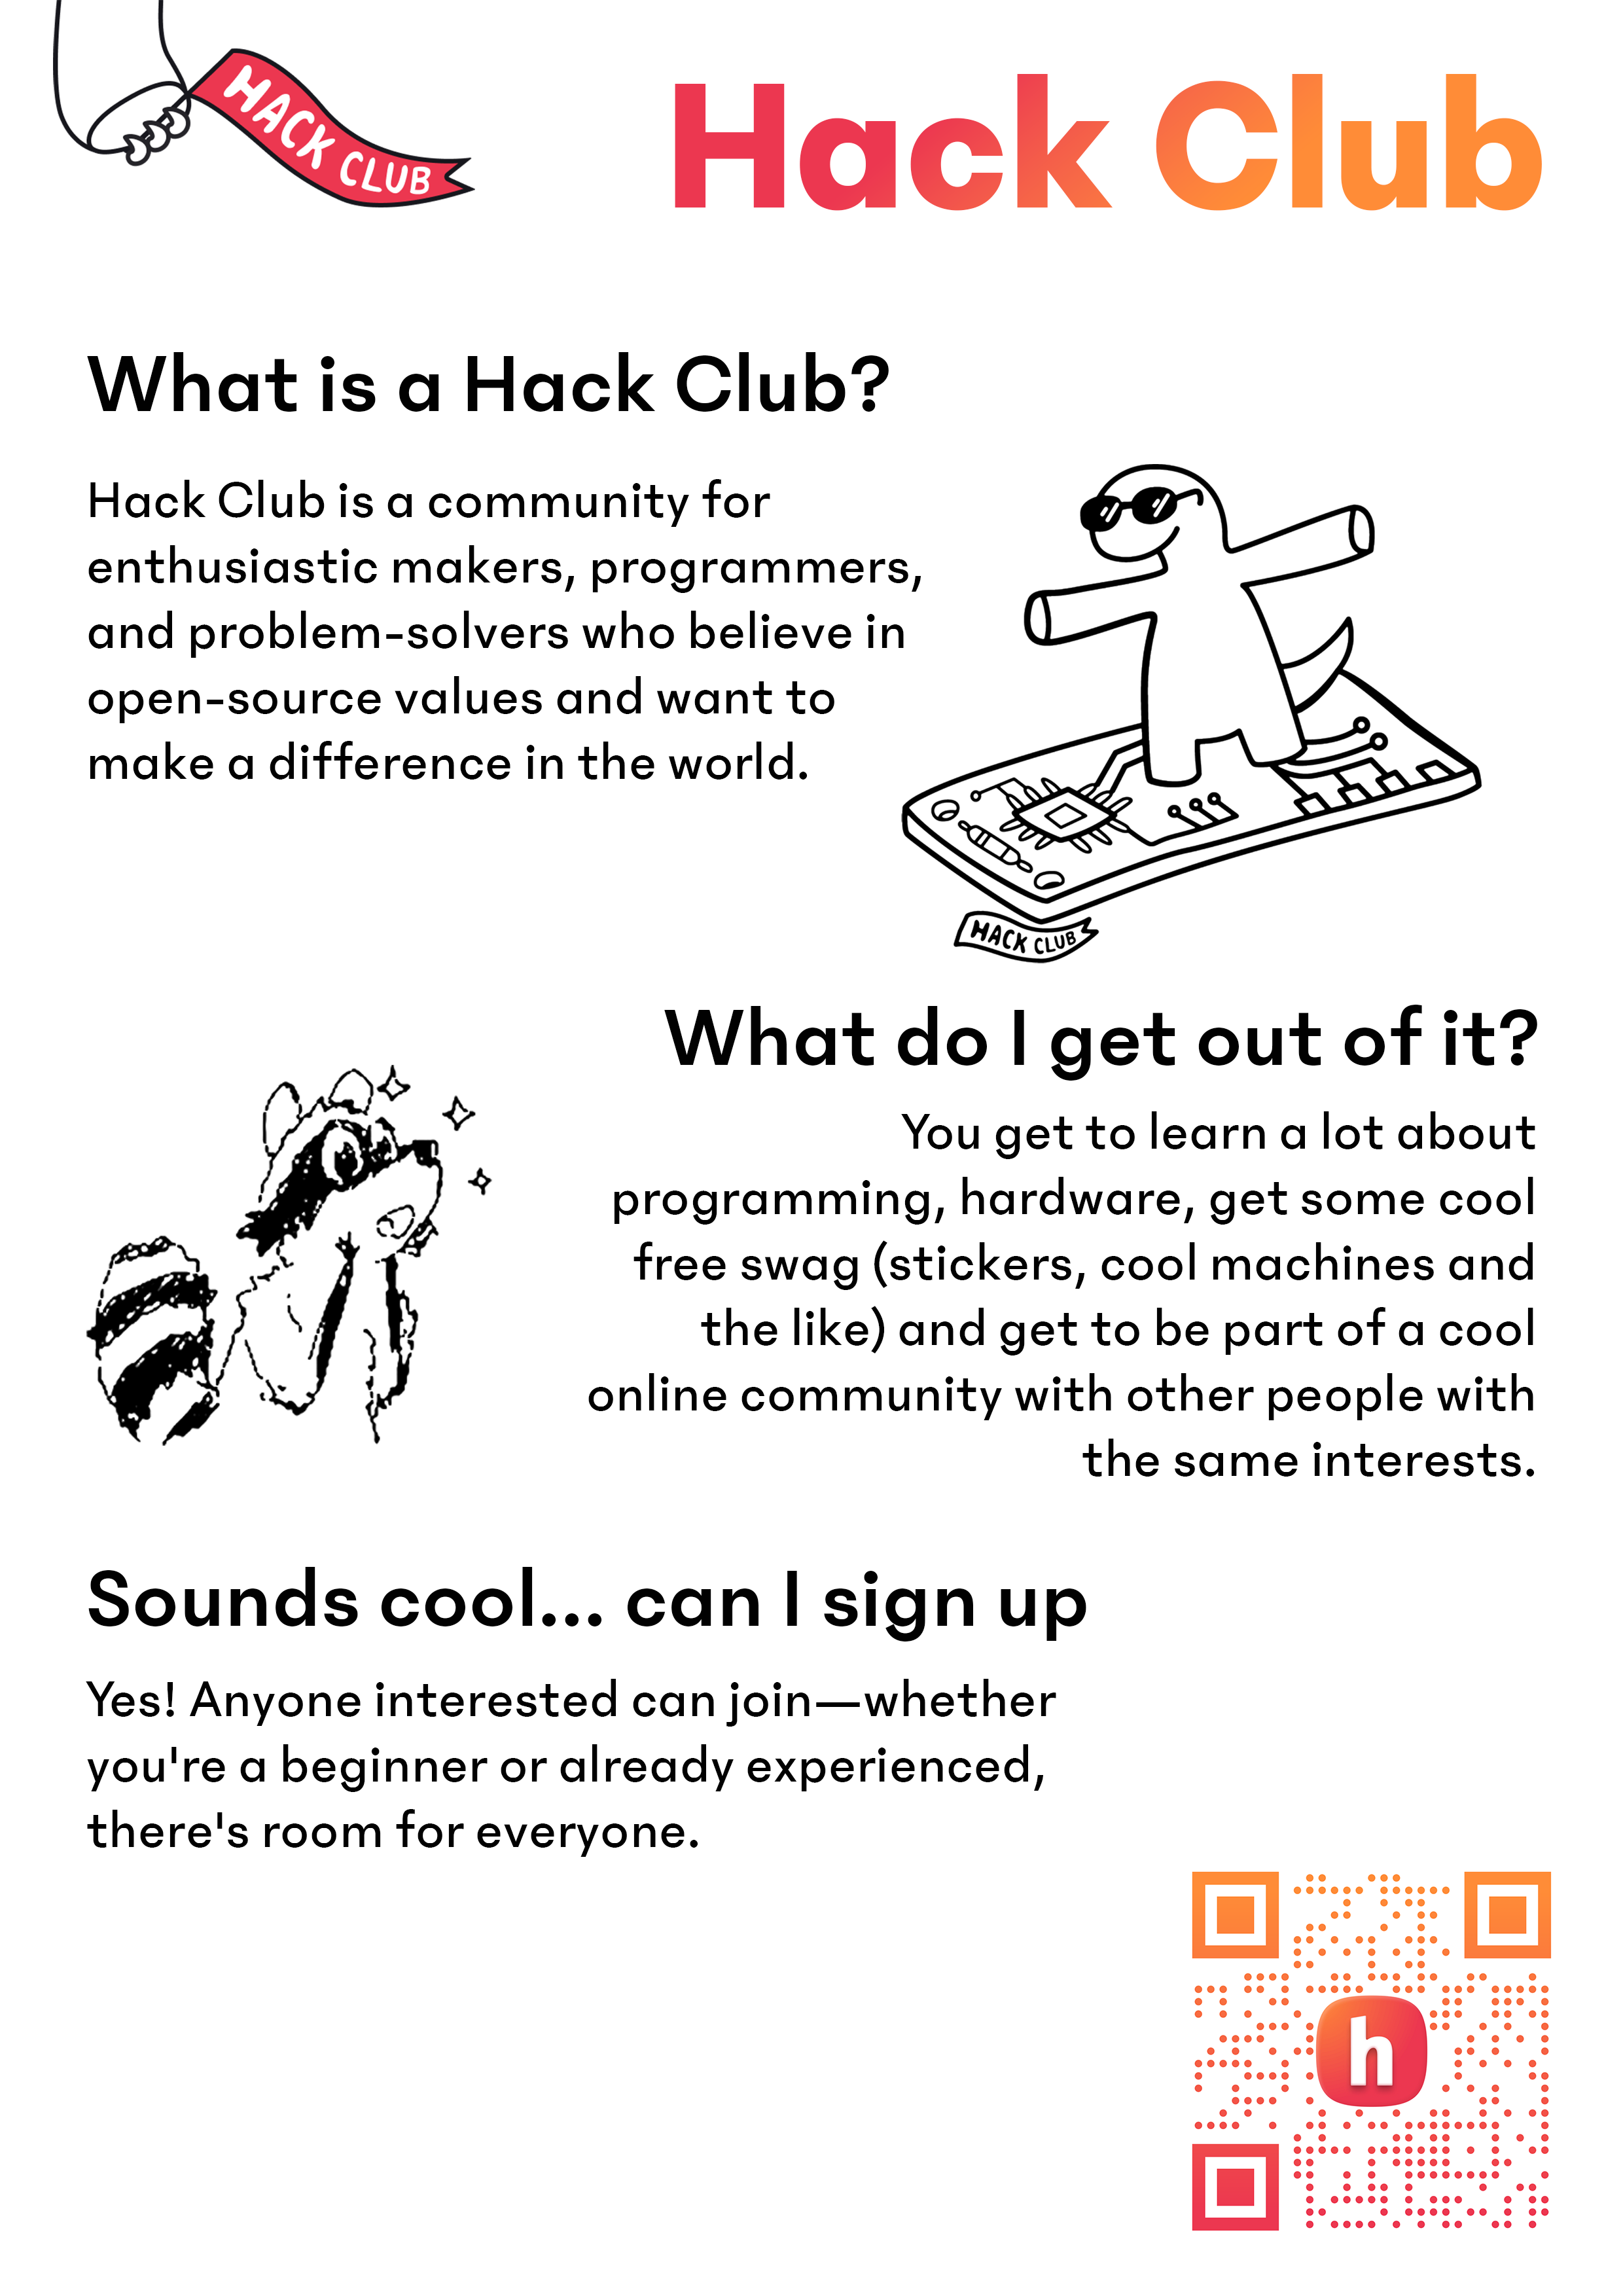 HACK CLUB
Hack Club
What is a Hack Club?
Hack Club is a community for
enthusiastic makers, programmers,
and problem-solvers who believe in
open-source values and want to
make a difference in the world.
HACK CLUB
What do I get out of it?
You get to learn a lot about
programming, hardware, get some cool
free swag (stickers, cool machines and
the like) and get to be part of a cool
online community with other people with
the same interests.
Sounds cool... can I sign up
Yes! Anyone interested can join—whether
you're a beginner or already experienced,
there's room for everyone.
h